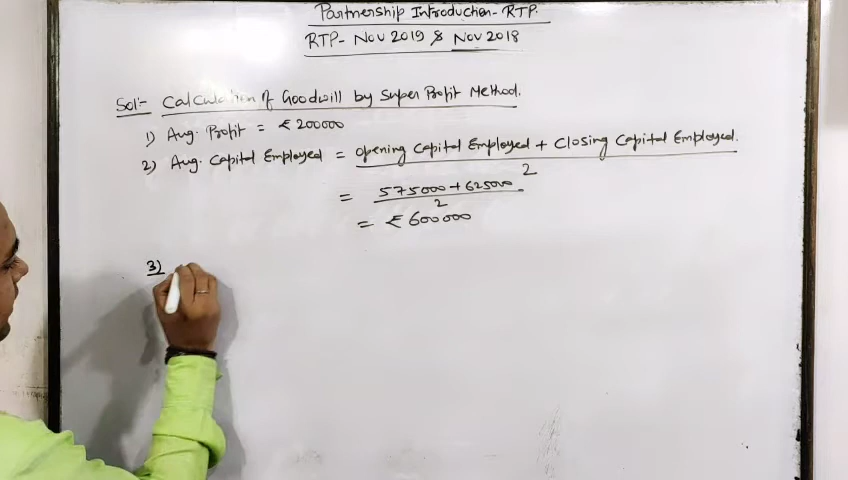 Partnership Introduction - RTP.
RTP - Nov 2019 & Nov 2018
Sol:- Calculation of Goodwill by Super Profit Method.
1) Avg. Profit = ₹ 200000
2) Avg. Capital Employed = Opening Capital Employed + Closing Capital Employed.
2
= 575000 + 625000
2
= ₹ 600000
3)